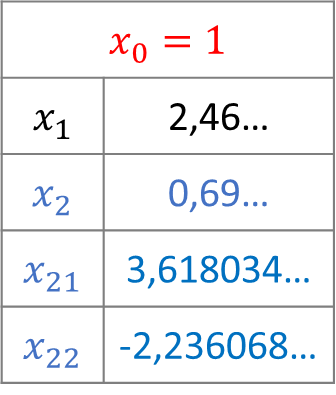 x₀ = 1
x₁ 2,46...
x₂ 0,69...
x₂₁ 3,618034...
x₂₂ -2,236068...